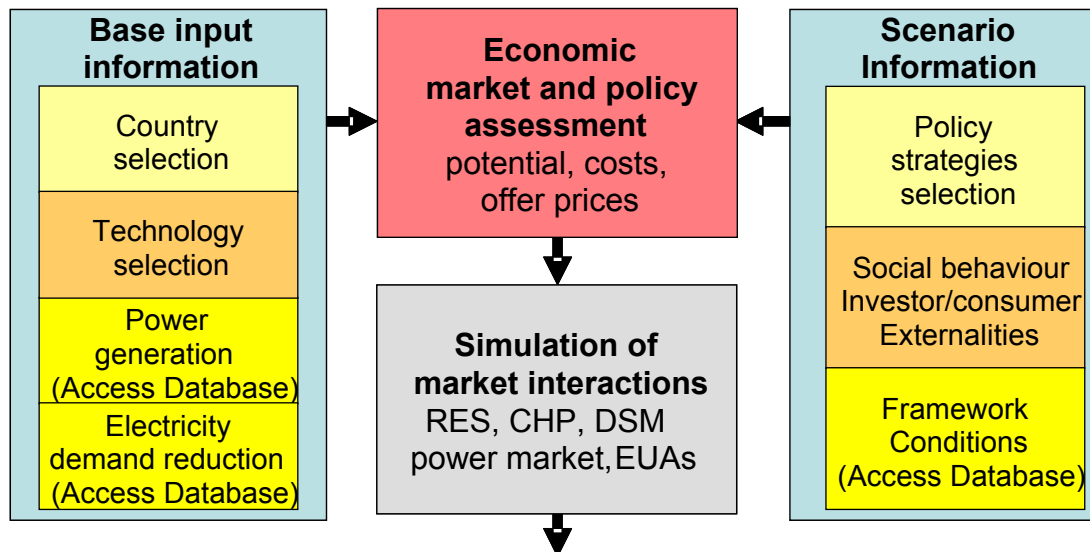 Base input
information
Country
selection
Technology
selection
Power
generation
(Access Database)
Electricity
demand reduction
(Access Database)
Economic
market and policy
assessment
potential, costs,
offer prices
Simulation of
market interactions
RES, CHP, DSM
power market, EUAs
Scenario
Information
Policy
strategies
selection
Social behaviour
Investor/consumer
Externalities
Framework
Conditions
(Access Database)